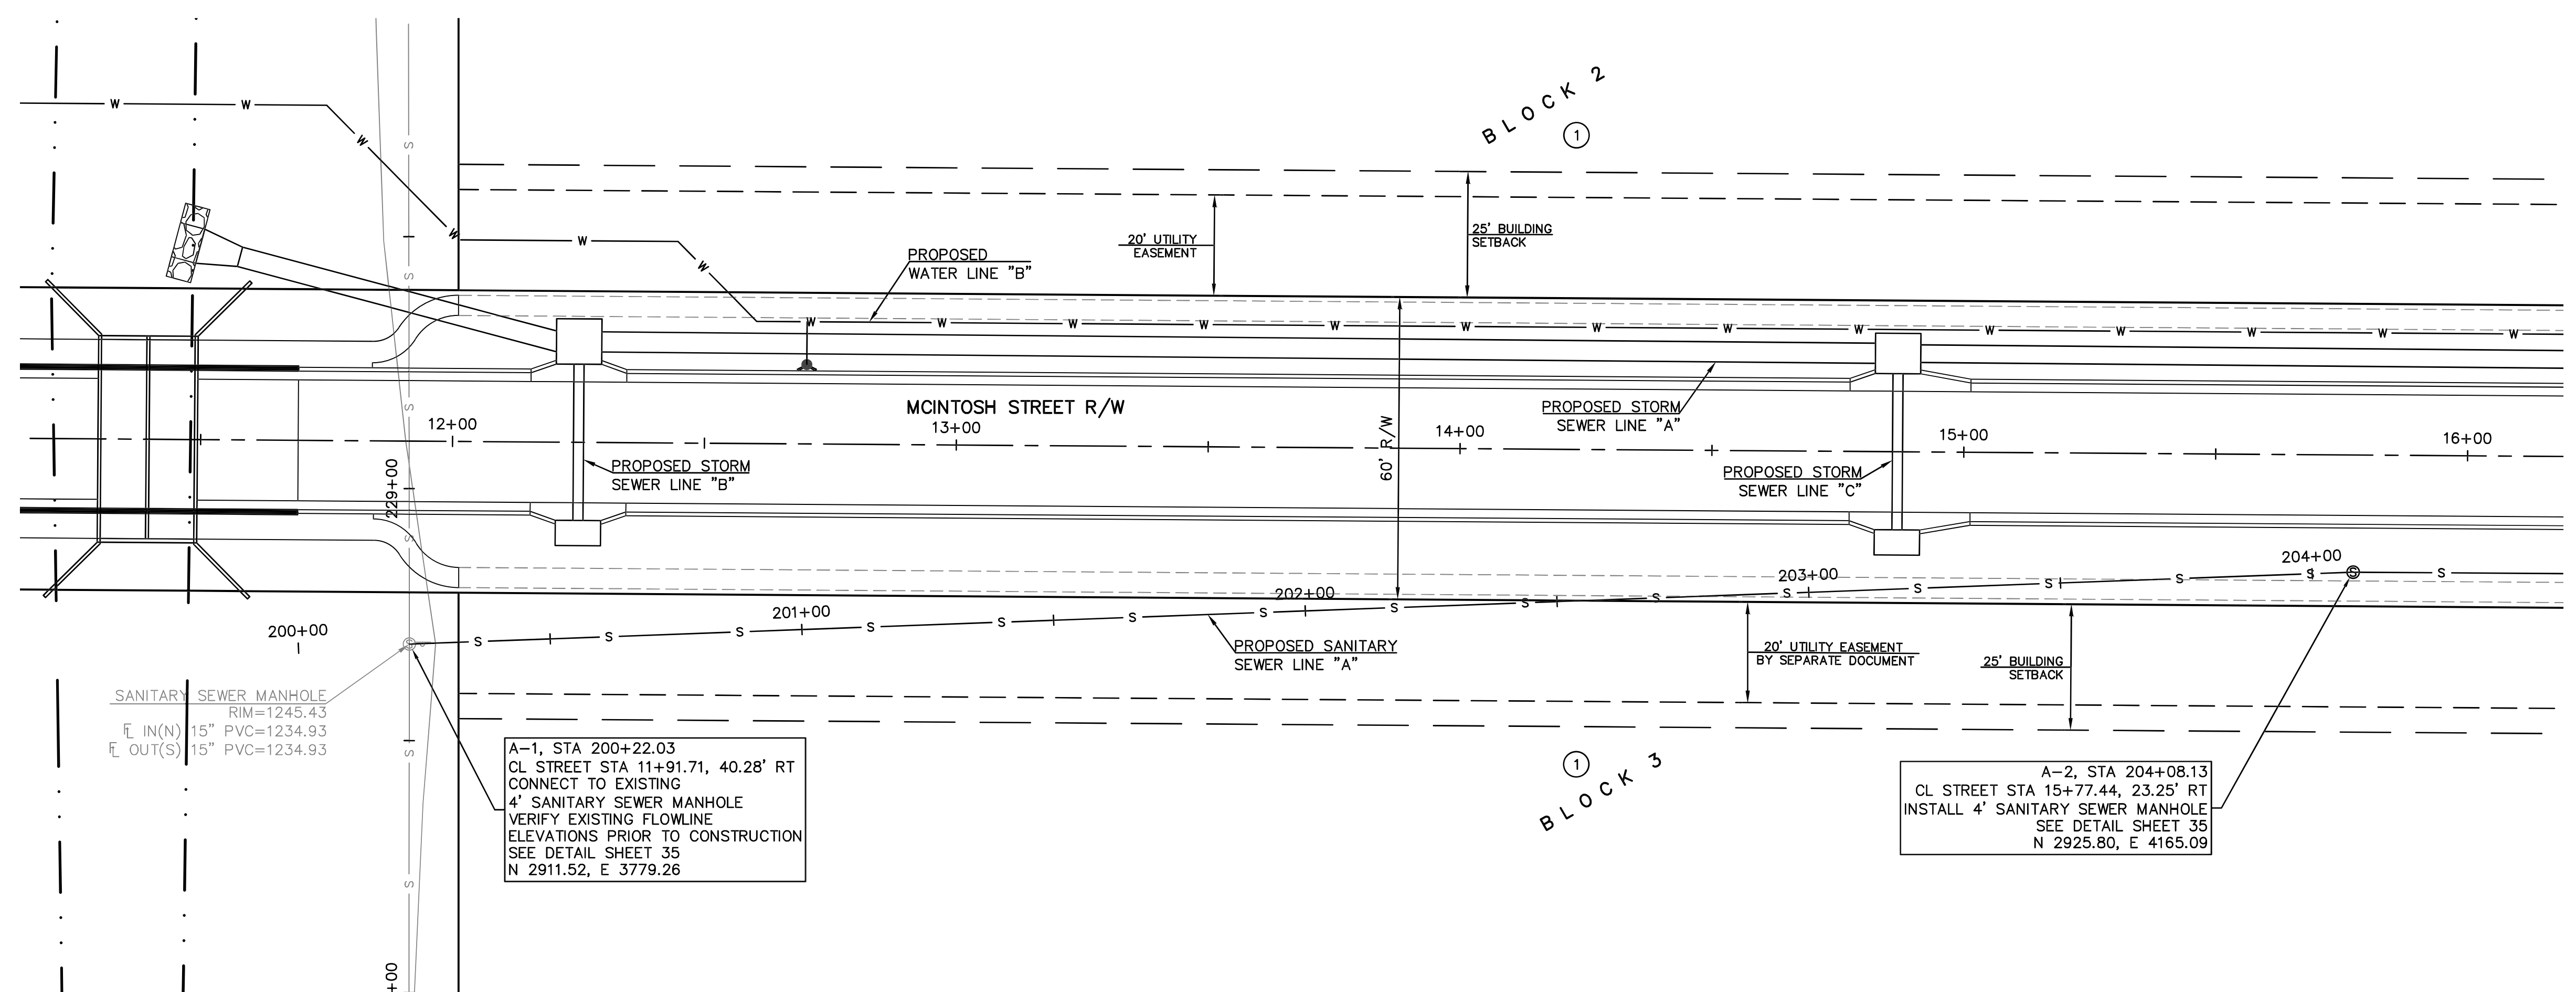 BLOCK 2
1
W W W W W W
S S S S S S S
20' UTILITY
EASEMENT
25' BUILDING
SETBACK
PROPOSED
WATER LINE "B"
W W W W W W W W W W W W W W
MCINTOSH STREET R/W
12+00
13+00
14+00
15+00
16+00
60' R/W
PROPOSED STORM
SEWER LINE "A"
PROPOSED STORM
SEWER LINE "B"
PROPOSED STORM
SEWER LINE "C"
229+00
200+00
201+00
202+00
203+00
204+00
S S S S S S S S S S S S S S S S
S
PROPOSED SANITARY
SEWER LINE "A"
20' UTILITY EASEMENT
BY SEPARATE DOCUMENT
25' BUILDING
SETBACK
SANITARY SEWER MANHOLE
RIM=1245.43
FL IN(N) 15" PVC=1234.93
FL OUT(S) 15" PVC=1234.93
A-1, STA 200+22.03
CL STREET STA 11+91.71, 40.28' RT
CONNECT TO EXISTING
4' SANITARY SEWER MANHOLE
VERIFY EXISTING FLOWLINE
ELEVATIONS PRIOR TO CONSTRUCTION
SEE DETAIL SHEET 35
N 2911.52, E 3779.26
1
BLOCK 3
A-2, STA 204+08.13
CL STREET STA 15+77.44, 23.25' RT
INSTALL 4' SANITARY SEWER MANHOLE
SEE DETAIL SHEET 35
N 2925.80, E 4165.09
+00